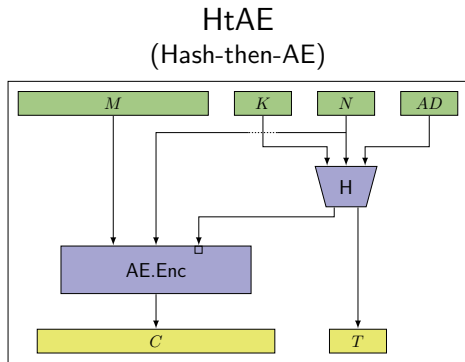 HtAE
(Hash-then-AE)
M K N AD
H
AE.Enc
C T